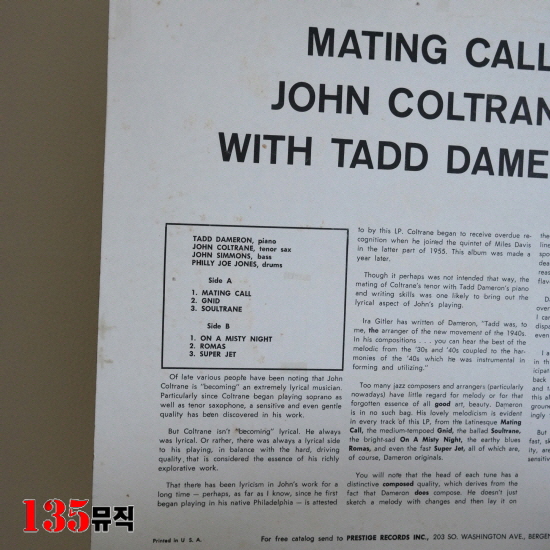 MATING CALL
JOHN COLTRAN
WITH TADD DAME
TADD DAMERON, piano
JOHN COLTRANE, tenor sax
JOHN SIMMONS, bass
PHILLY JOE JONES, drums
Side A
1. MATING CALL
2. GNID
3. SOULTRANE
Side B
1. ON A MISTY NIGHT
2. ROMAS
3. SUPER JET
Of late various people have been noting that John
Coltrane is "becoming" an extremely lyrical musician.
Particularly since Coltrane began playing soprano as
well as tenor saxophone, a sensitive and even gentle
quality has been discovered in his work.
But Coltrane isn't "becoming" lyrical. He always
was lyrical. Or rather, there was always a lyrical side
to his playing, in balance with the hard, driving
quality, that is considered the essence of his richly
explorative work.
That there has been lyricism in John's work for a
long time — perhaps, as far as I know, since he first
began playing in his native Philadelphia — is attested
to by this LP. Coltrane began to receive overdue re-
cognition when he joined the quintet of Miles Davis
in the latter part of 1955. This album was made a
year later.
Though it perhaps was not intended that way, the
mating of Coltrane's tenor with Tadd Dameron's piano
and writing skills was one likely to bring out the
lyrical aspect of John's playing.
Ira Gitler has written of Dameron, "Tadd was, to
me, the arranger of the new movement of the 1940s.
In his compositions . . . you can hear the best of the
melodic from the '30s and '40s coupled to the har-
monies of the '40s which he was instrumental in
forming and utilizing."
Too many jazz composers and arrangers (particularly
nowadays) have little regard for melody or for that
forgotten essence of all good art, beauty. Dameron
is in no such bag. His lovely melodicism is evident
in every track of this LP, from the Latinesque Mating
Call, the medium-tempoed Gnid, the ballad Soultrane,
the bright-sad On A Misty Night, the earthy blues
Romas, and even the fast Super Jet, all of which are,
of course, Dameron originals.
You will note that the head of each tune has a
distinctive composed quality, which derives from the
fact that Dameron does compose. He doesn't just
sketch a melody with changes and then lay it on
135뮤직
Printed in U S. A.
For free catalog send to PRESTIGE RECORDS INC., 203 SO. WASHINGTON AVE., BERGEN